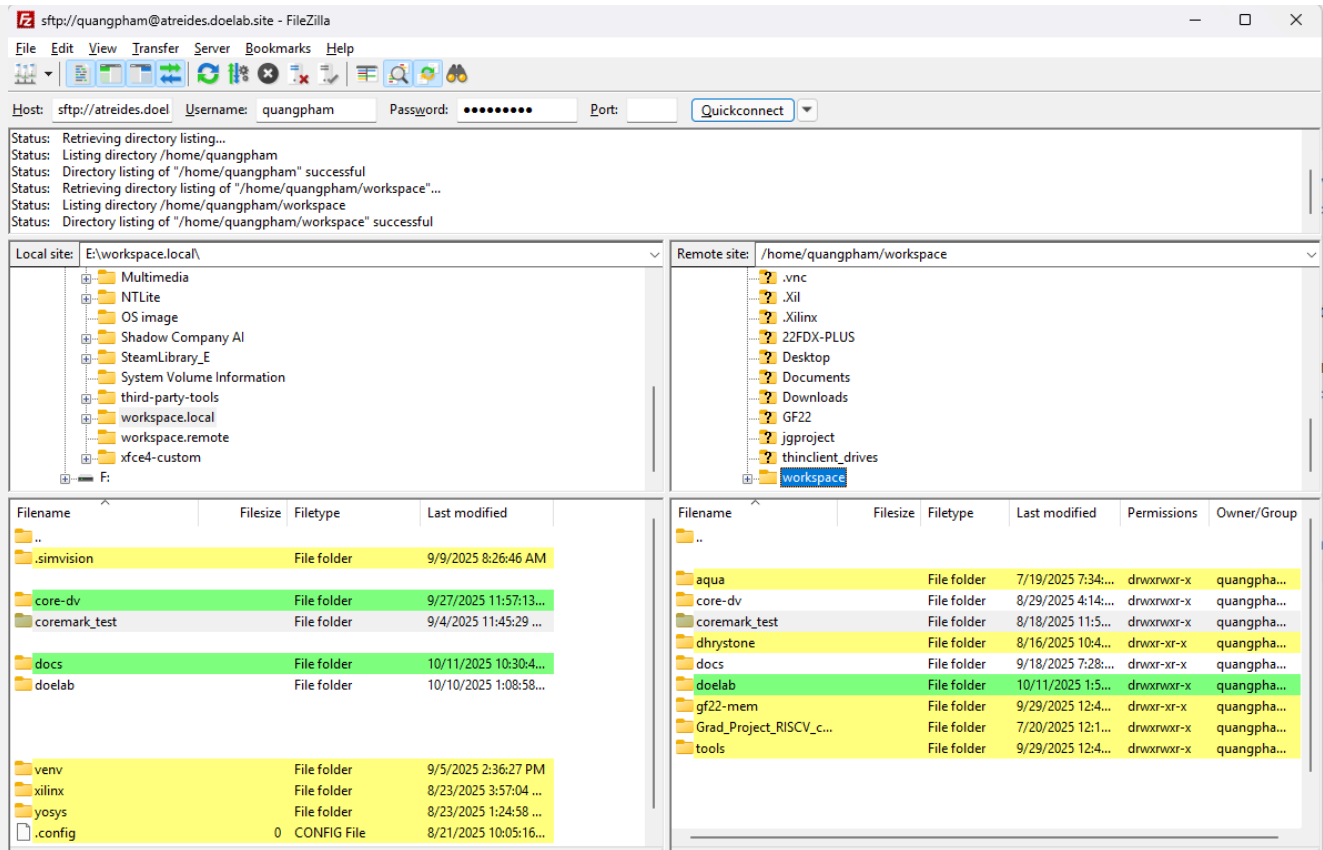 sftp://quangpham@atreides.doelab.site - FileZilla
File Edit View Transfer Server Bookmarks Help
Host: sftp://atreides.doel Username: quangpham Password: ●●●●●●●●● Port: Quickconnect
Status: Retrieving directory listing...
Status: Listing directory /home/quangpham
Status: Directory listing of "/home/quangpham" successful
Status: Retrieving directory listing of "/home/quangpham/workspace"...
Status: Listing directory /home/quangpham/workspace
Status: Directory listing of "/home/quangpham/workspace" successful
Local site: E:\workspace.local\
Multimedia
NTLite
OS image
Shadow Company AI
SteamLibrary_E
System Volume Information
third-party-tools
workspace.local
workspace.remote
xfce4-custom
F:
Filename Filesize Filetype Last modified
..
.simvision File folder 9/9/2025 8:26:46 AM
core-dv File folder 9/27/2025 11:57:13...
coremark_test File folder 9/4/2025 11:45:29 ...
docs File folder 10/11/2025 10:30:4...
doelab File folder 10/10/2025 1:08:58...
venv File folder 9/5/2025 2:36:27 PM
xilinx File folder 8/23/2025 3:57:04 ...
yosys File folder 8/23/2025 1:24:58 ...
.config 0 CONFIG File 8/21/2025 10:05:16...
Remote site: /home/quangpham/workspace
.vnc
.Xil
.Xilinx
22FDX-PLUS
Desktop
Documents
Downloads
GF22
jgproject
thinclient_drives
workspace
Filename Filesize Filetype Last modified Permissions Owner/Group
..
aqua File folder 7/19/2025 7:34:... drwxrwxr-x quangpha...
core-dv File folder 8/29/2025 4:14:... drwxrwxr-x quangpha...
coremark_test File folder 8/18/2025 11:5... drwxrwxr-x quangpha...
dhrystone File folder 8/16/2025 10:4... drwxr-xr-x quangpha...
docs File folder 9/18/2025 7:28:... drwxr-xr-x quangpha...
doelab File folder 10/11/2025 1:5... drwxrwxr-x quangpha...
gf22-mem File folder 9/29/2025 12:4... drwxr-xr-x quangpha...
Grad_Project_RISCV_c... File folder 7/20/2025 12:1... drwxrwxr-x quangpha...
tools File folder 9/29/2025 12:4... drwxrwxr-x quangpha...